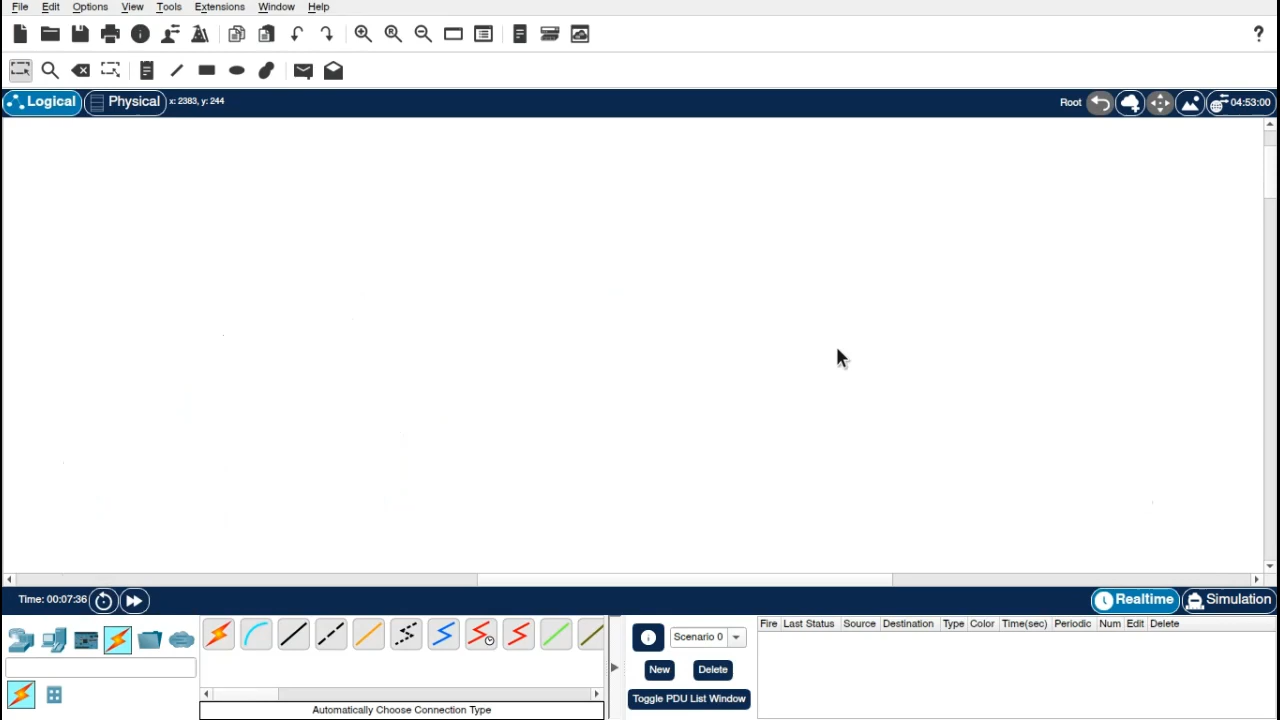 File Edit Options View Tools Extensions Window Help
?
Logical Physical x: 2383, y: 244 Root 04:53:00
Time: 00:07:36 Realtime Simulation
Scenario 0
New Delete
Toggle PDU List Window
Fire Last Status Source Destination Type Color Time(sec) Periodic Num Edit Delete
Automatically Choose Connection Type